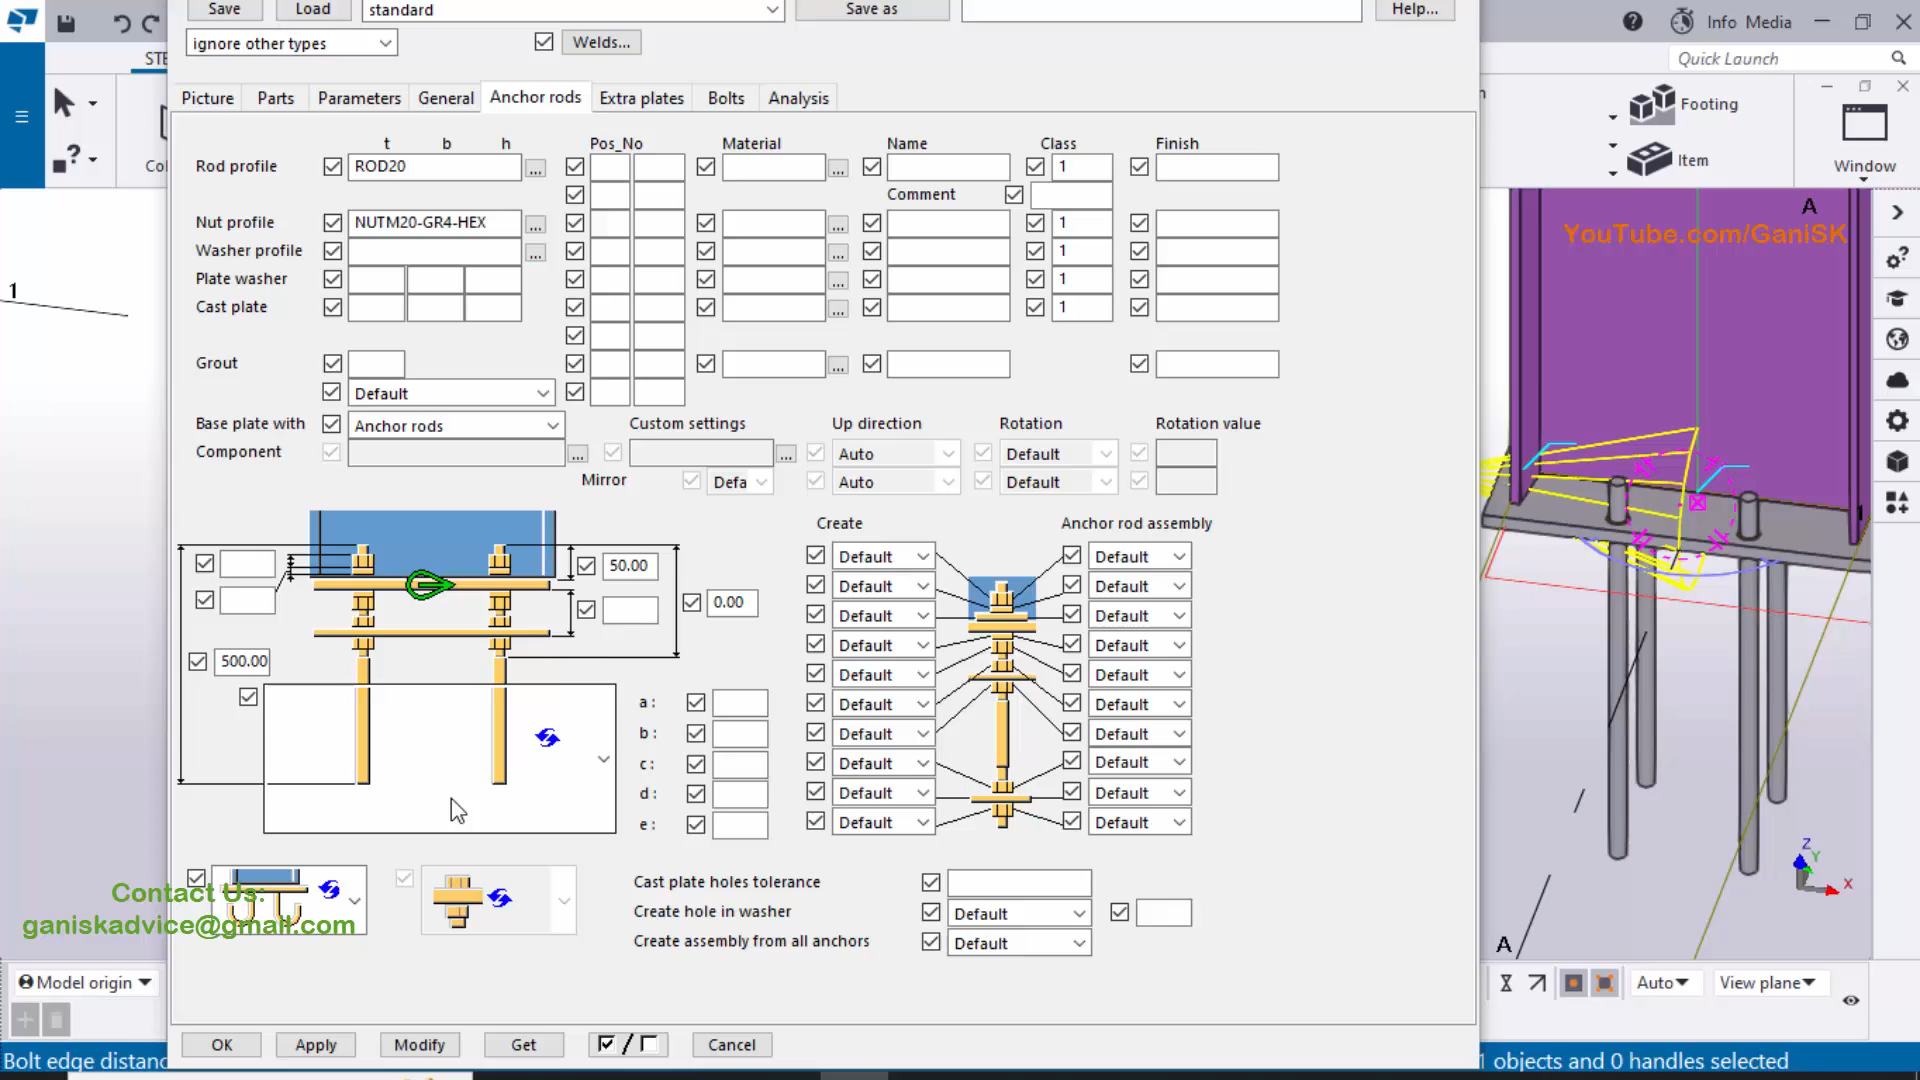 Save Load standard Save as Help...
Info Media
ignore other types Welds...
STE
Quick Launch
Picture Parts Parameters General Anchor rods Extra plates Bolts Analysis
Footing
Item
Window
t b h Pos_No Material Name Class Finish
Rod profile ROD20 ... ... 1
Comment
Nut profile NUTM20-GR4-HEX ... ... 1
Washer profile ... ... 1
Plate washer ... 1
Cast plate ... 1
Grout ...
Default
Base plate with Anchor rods Custom settings Up direction Rotation Rotation value
Component ... ... Auto Default
Mirror Defa Auto Default
Create Anchor rod assembly
50.00
0.00
500.00
Default Default
Default Default
Default Default
Default Default
Default Default
Default Default
Default Default
Default Default
Default Default
Default Default
a :
b :
c :
d :
e :
Cast plate holes tolerance
Create hole in washer Default
Create assembly from all anchors Default
OK Apply Modify Get / Cancel
Col
1
YouTube.com/GaniSK
A
1
A
Z
Y
X
Contact Us:
ganiskadvice@gmail.com
Model origin
Auto View plane
Bolt edge distanc
1 objects and 0 handles selected